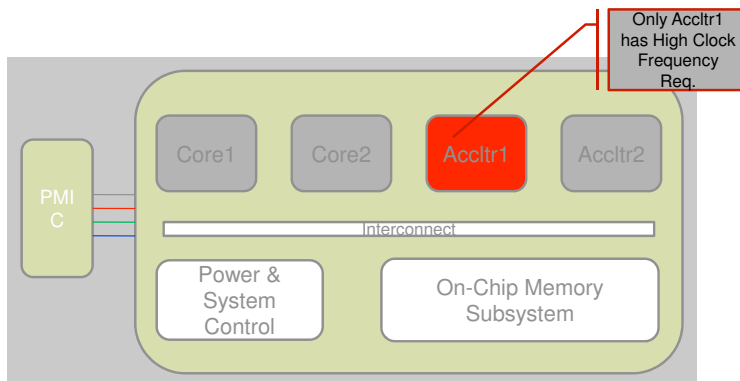 Only Accltr1
has High Clock
Frequency
Req.
Core1
Core2
Accltr1
Accltr2
PMI
C
Interconnect
Power &
System
Control
On-Chip Memory
Subsystem